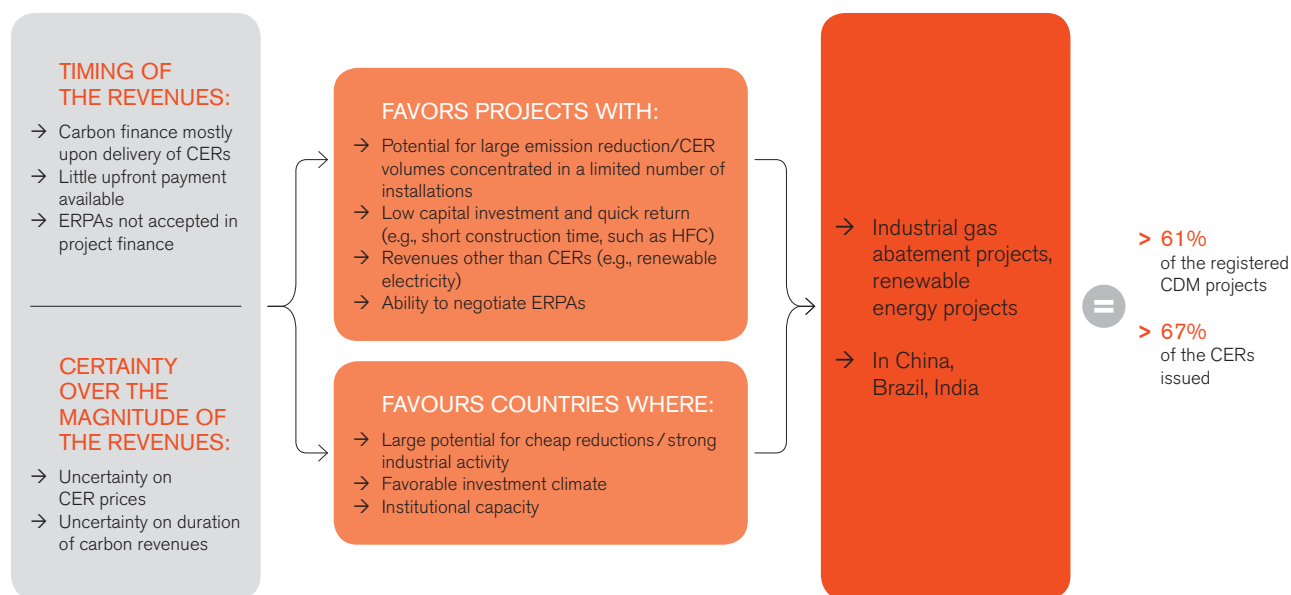 TIMING OF
THE REVENUES:
→ Carbon finance mostly
upon delivery of CERs
→ Little upfront payment
available
→ ERPAs not accepted in
project finance
CERTAINTY
OVER THE
MAGNITUDE OF
THE REVENUES:
→ Uncertainty on
CER prices
→ Uncertainty on duration
of carbon revenues
FAVORS PROJECTS WITH:
→ Potential for large emission reduction/CER
volumes concentrated in a limited number of
installations
→ Low capital investment and quick return
(e.g., short construction time, such as HFC)
→ Revenues other than CERs (e.g., renewable
electricity)
→ Ability to negotiate ERPAs
FAVOURS COUNTRIES WHERE:
→ Large potential for cheap reductions / strong
industrial activity
→ Favorable investment climate
→ Institutional capacity
→ Industrial gas
abatement projects,
renewable
energy projects
→ In China,
Brazil, India
=
> 61%
of the registered
CDM projects
> 67%
of the CERs
issued